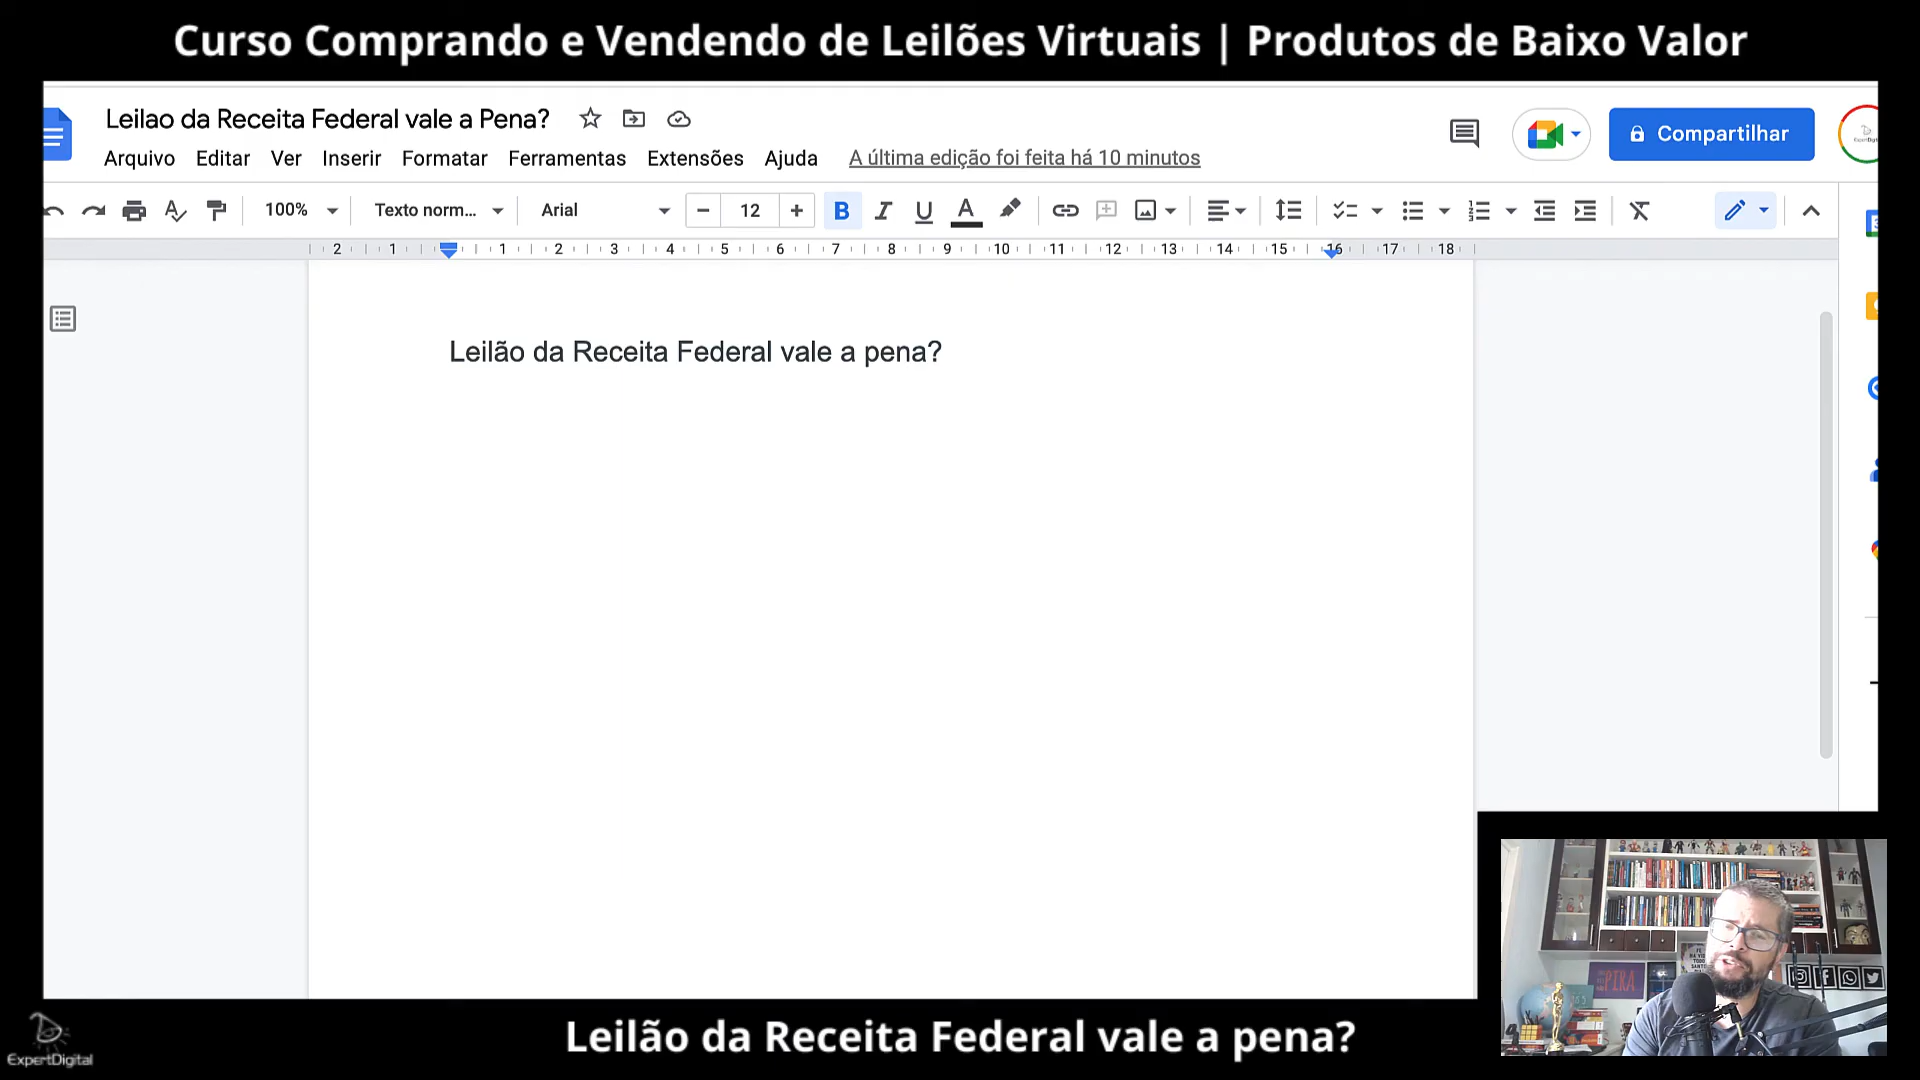 Curso Comprando e Vendendo de Leilões Virtuais | Produtos de Baixo Valor
Leilao da Receita Federal vale a Pena?
Compartilhar
Arquivo Editar Ver Inserir Formatar Ferramentas Extensões Ajuda A última edição foi feita há 10 minutos
100% Texto norm... Arial − 12 + B I U A
2 1 1 2 3 4 5 6 7 8 9 10 11 12 13 14 15 16 17 18
Leilão da Receita Federal vale a pena?
PIRA
ExpertDigital
Leilão da Receita Federal vale a pena?